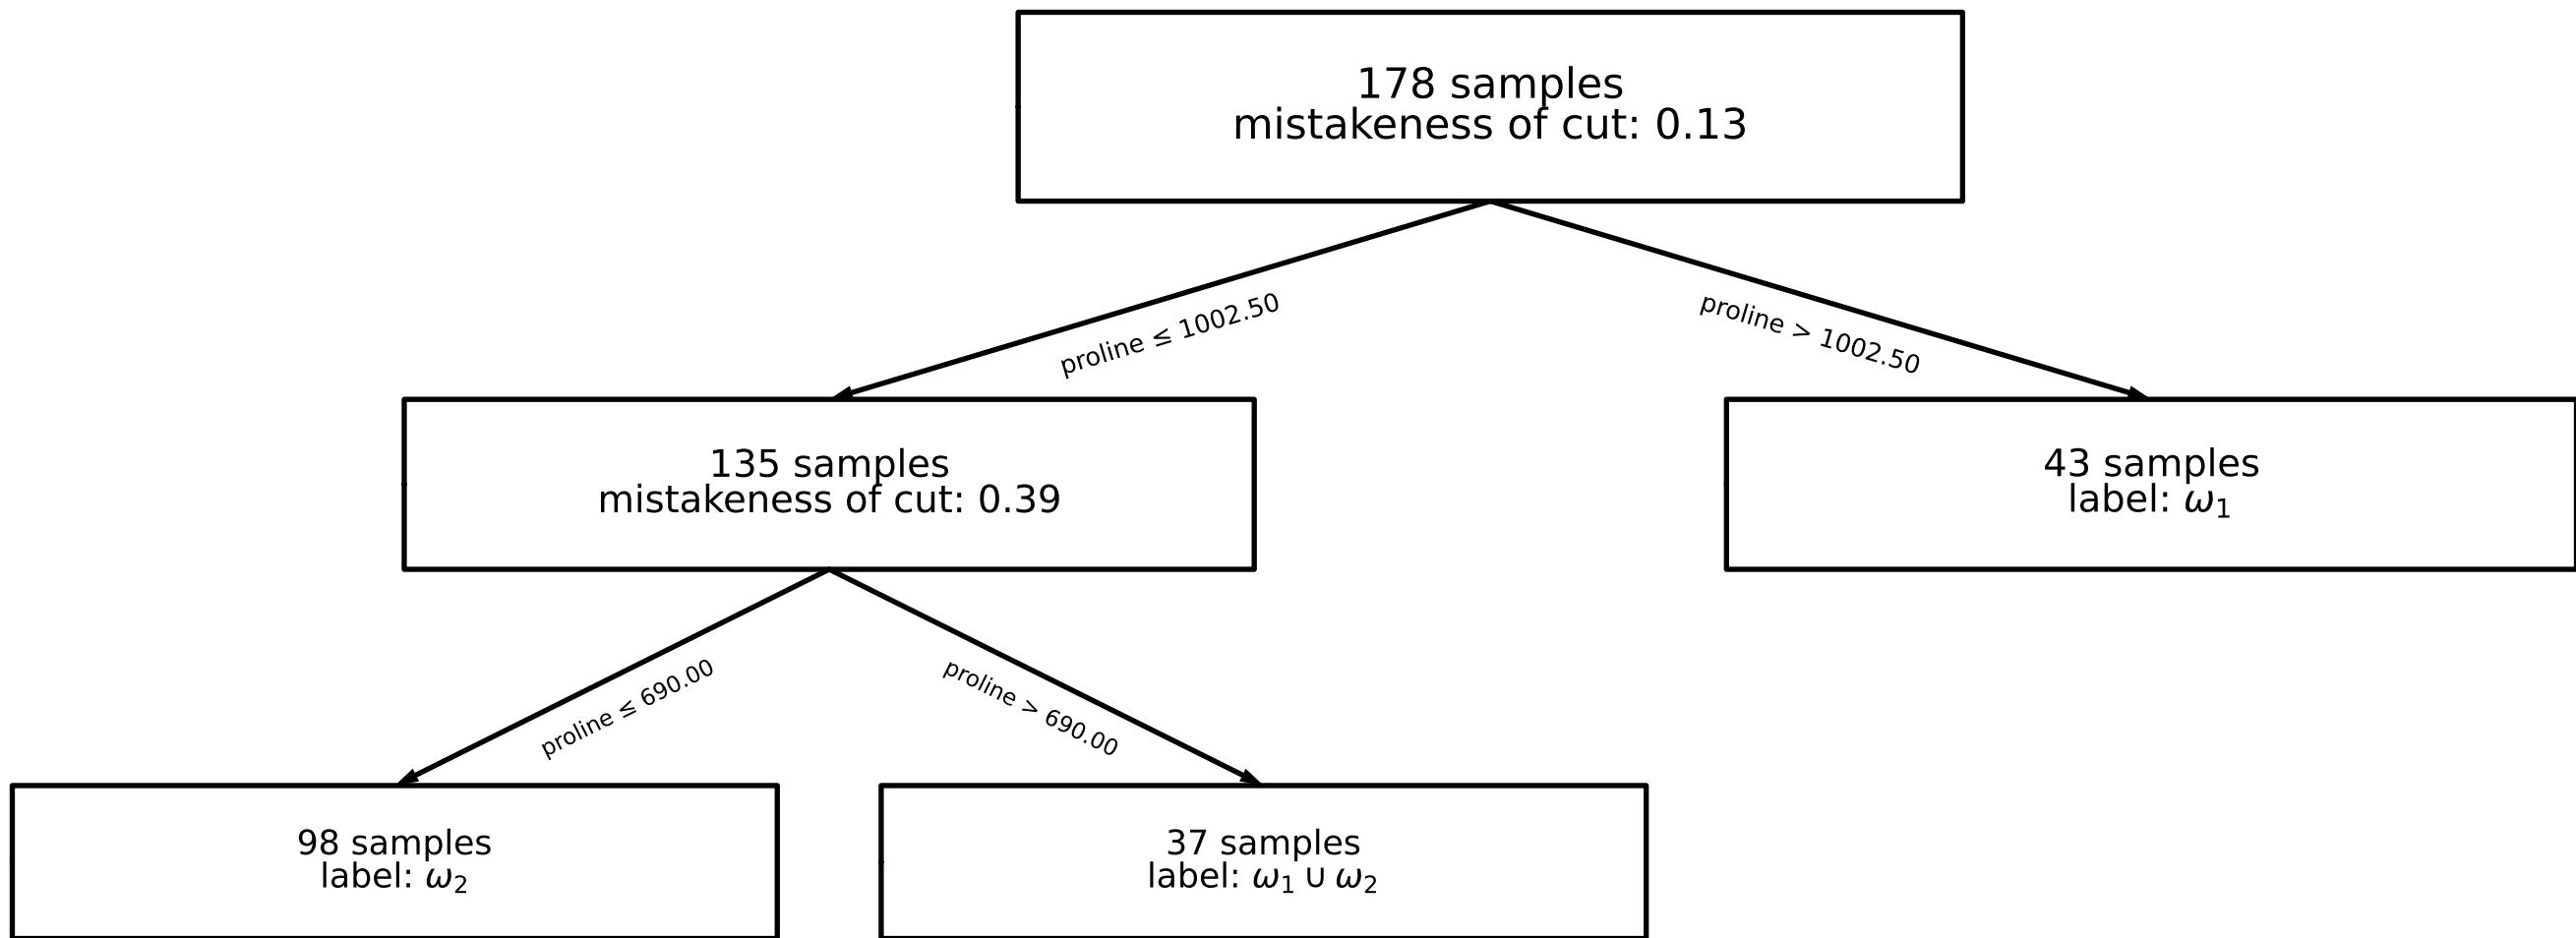 178 samples
mistakeness of cut: 0.13
proline ≤ 1002.50
proline > 1002.50
135 samples
mistakeness of cut: 0.39
43 samples
label: ω₁
proline ≤ 690.00
proline > 690.00
98 samples
label: ω₂
37 samples
label: ω₁ ∪ ω₂